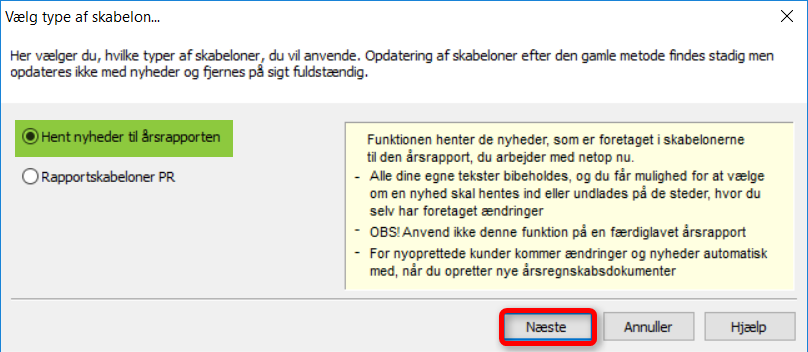 Vælg type af skabelon...
Her vælger du, hvilke typer af skabeloner, du vil anvende. Opdatering af skabeloner efter den gamle metode findes stadig men
opdateres ikke med nyheder og fjernes på sigt fuldstændig.
Hent nyheder til årsrapporten
Rapportskabeloner PR
Funktionen henter de nyheder, som er foretaget i skabelonerne
til den årsrapport, du arbejder med netop nu.
- Alle dine egne tekster bibeholdes, og du får mulighed for at vælge
om en nyhed skal hentes ind eller undlades på de steder, hvor du
selv har foretaget ændringer
- OBS! Anvend ikke denne funktion på en færdiglavet årsrapport
- For nyoprettede kunder kommer ændringer og nyheder automatisk
med, når du opretter nye årsregnskabsdokumenter
Næste
Annuller
Hjælp